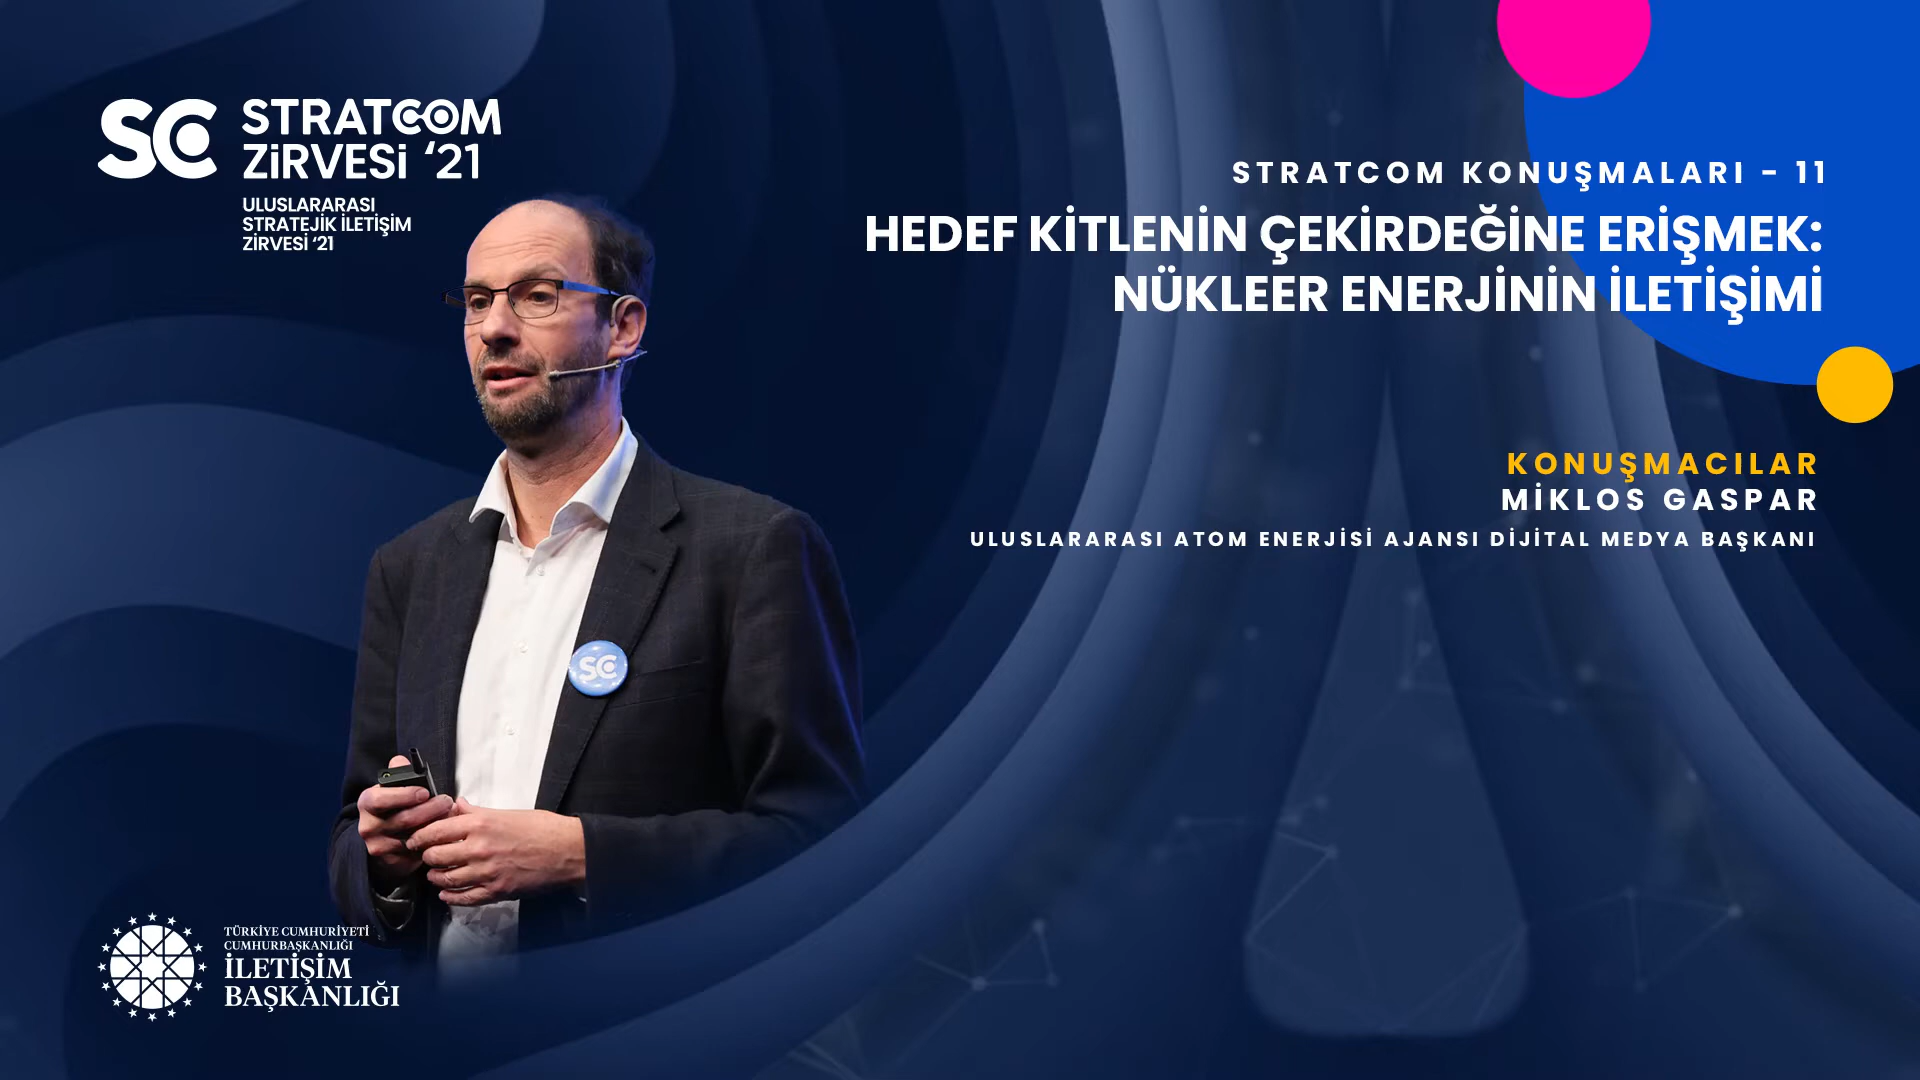 SC
STRATCOM
ZİRVESİ ‘21
ULUSLARARASI
STRATEJİK İLETİŞİM
ZİRVESİ ‘21
STRATCOM KONUŞMALARI - 11
HEDEF KİTLENİN ÇEKİRDEĞİNE ERİŞMEK:
NÜKLEER ENERJİNİN İLETİŞİMİ
KONUŞMACILAR
MİKLOS GASPAR
ULUSLARARASI ATOM ENERJİSİ AJANSI DİJİTAL MEDYA BAŞKANI
SC
TÜRKİYE CUMHURİYETİ
CUMHURBAŞKANLIĞI
İLETİŞİM
BAŞKANLIĞI